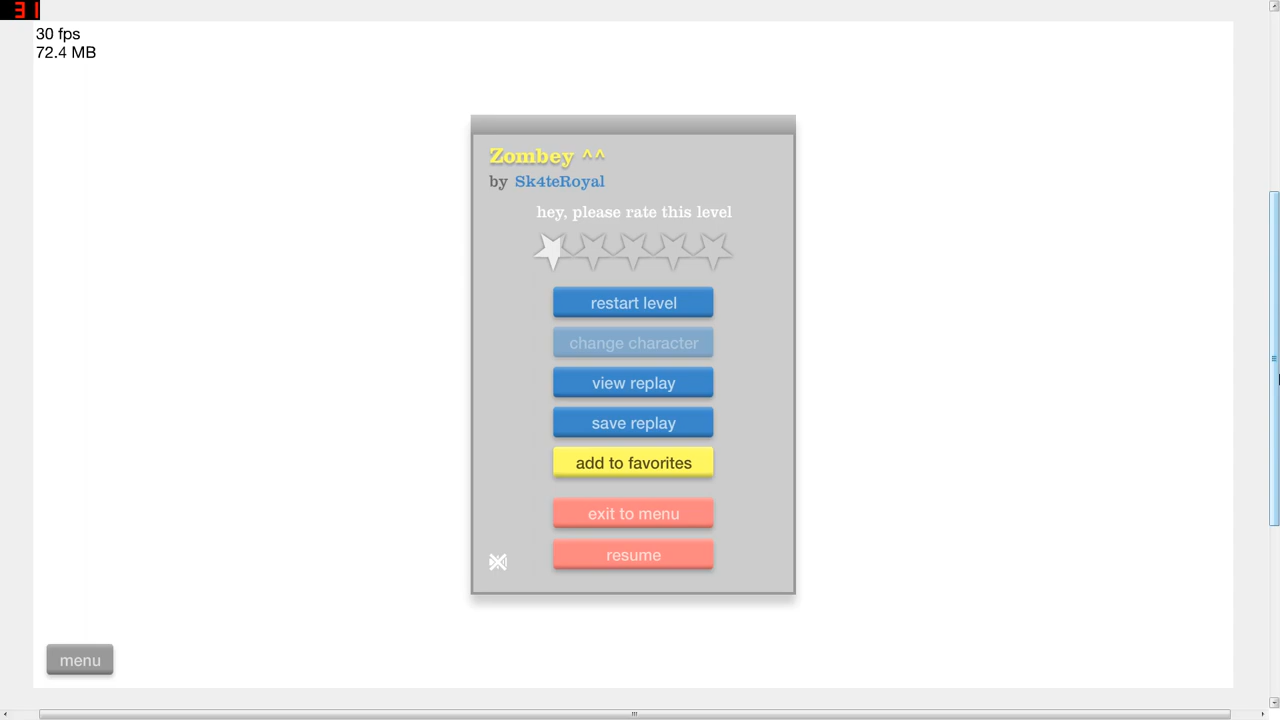 31
30 fps
72.4 MB
Zombey ^^
by Sk4teRoyal
hey, please rate this level
restart level
change character
view replay
save replay
add to favorites
exit to menu
resume
menu